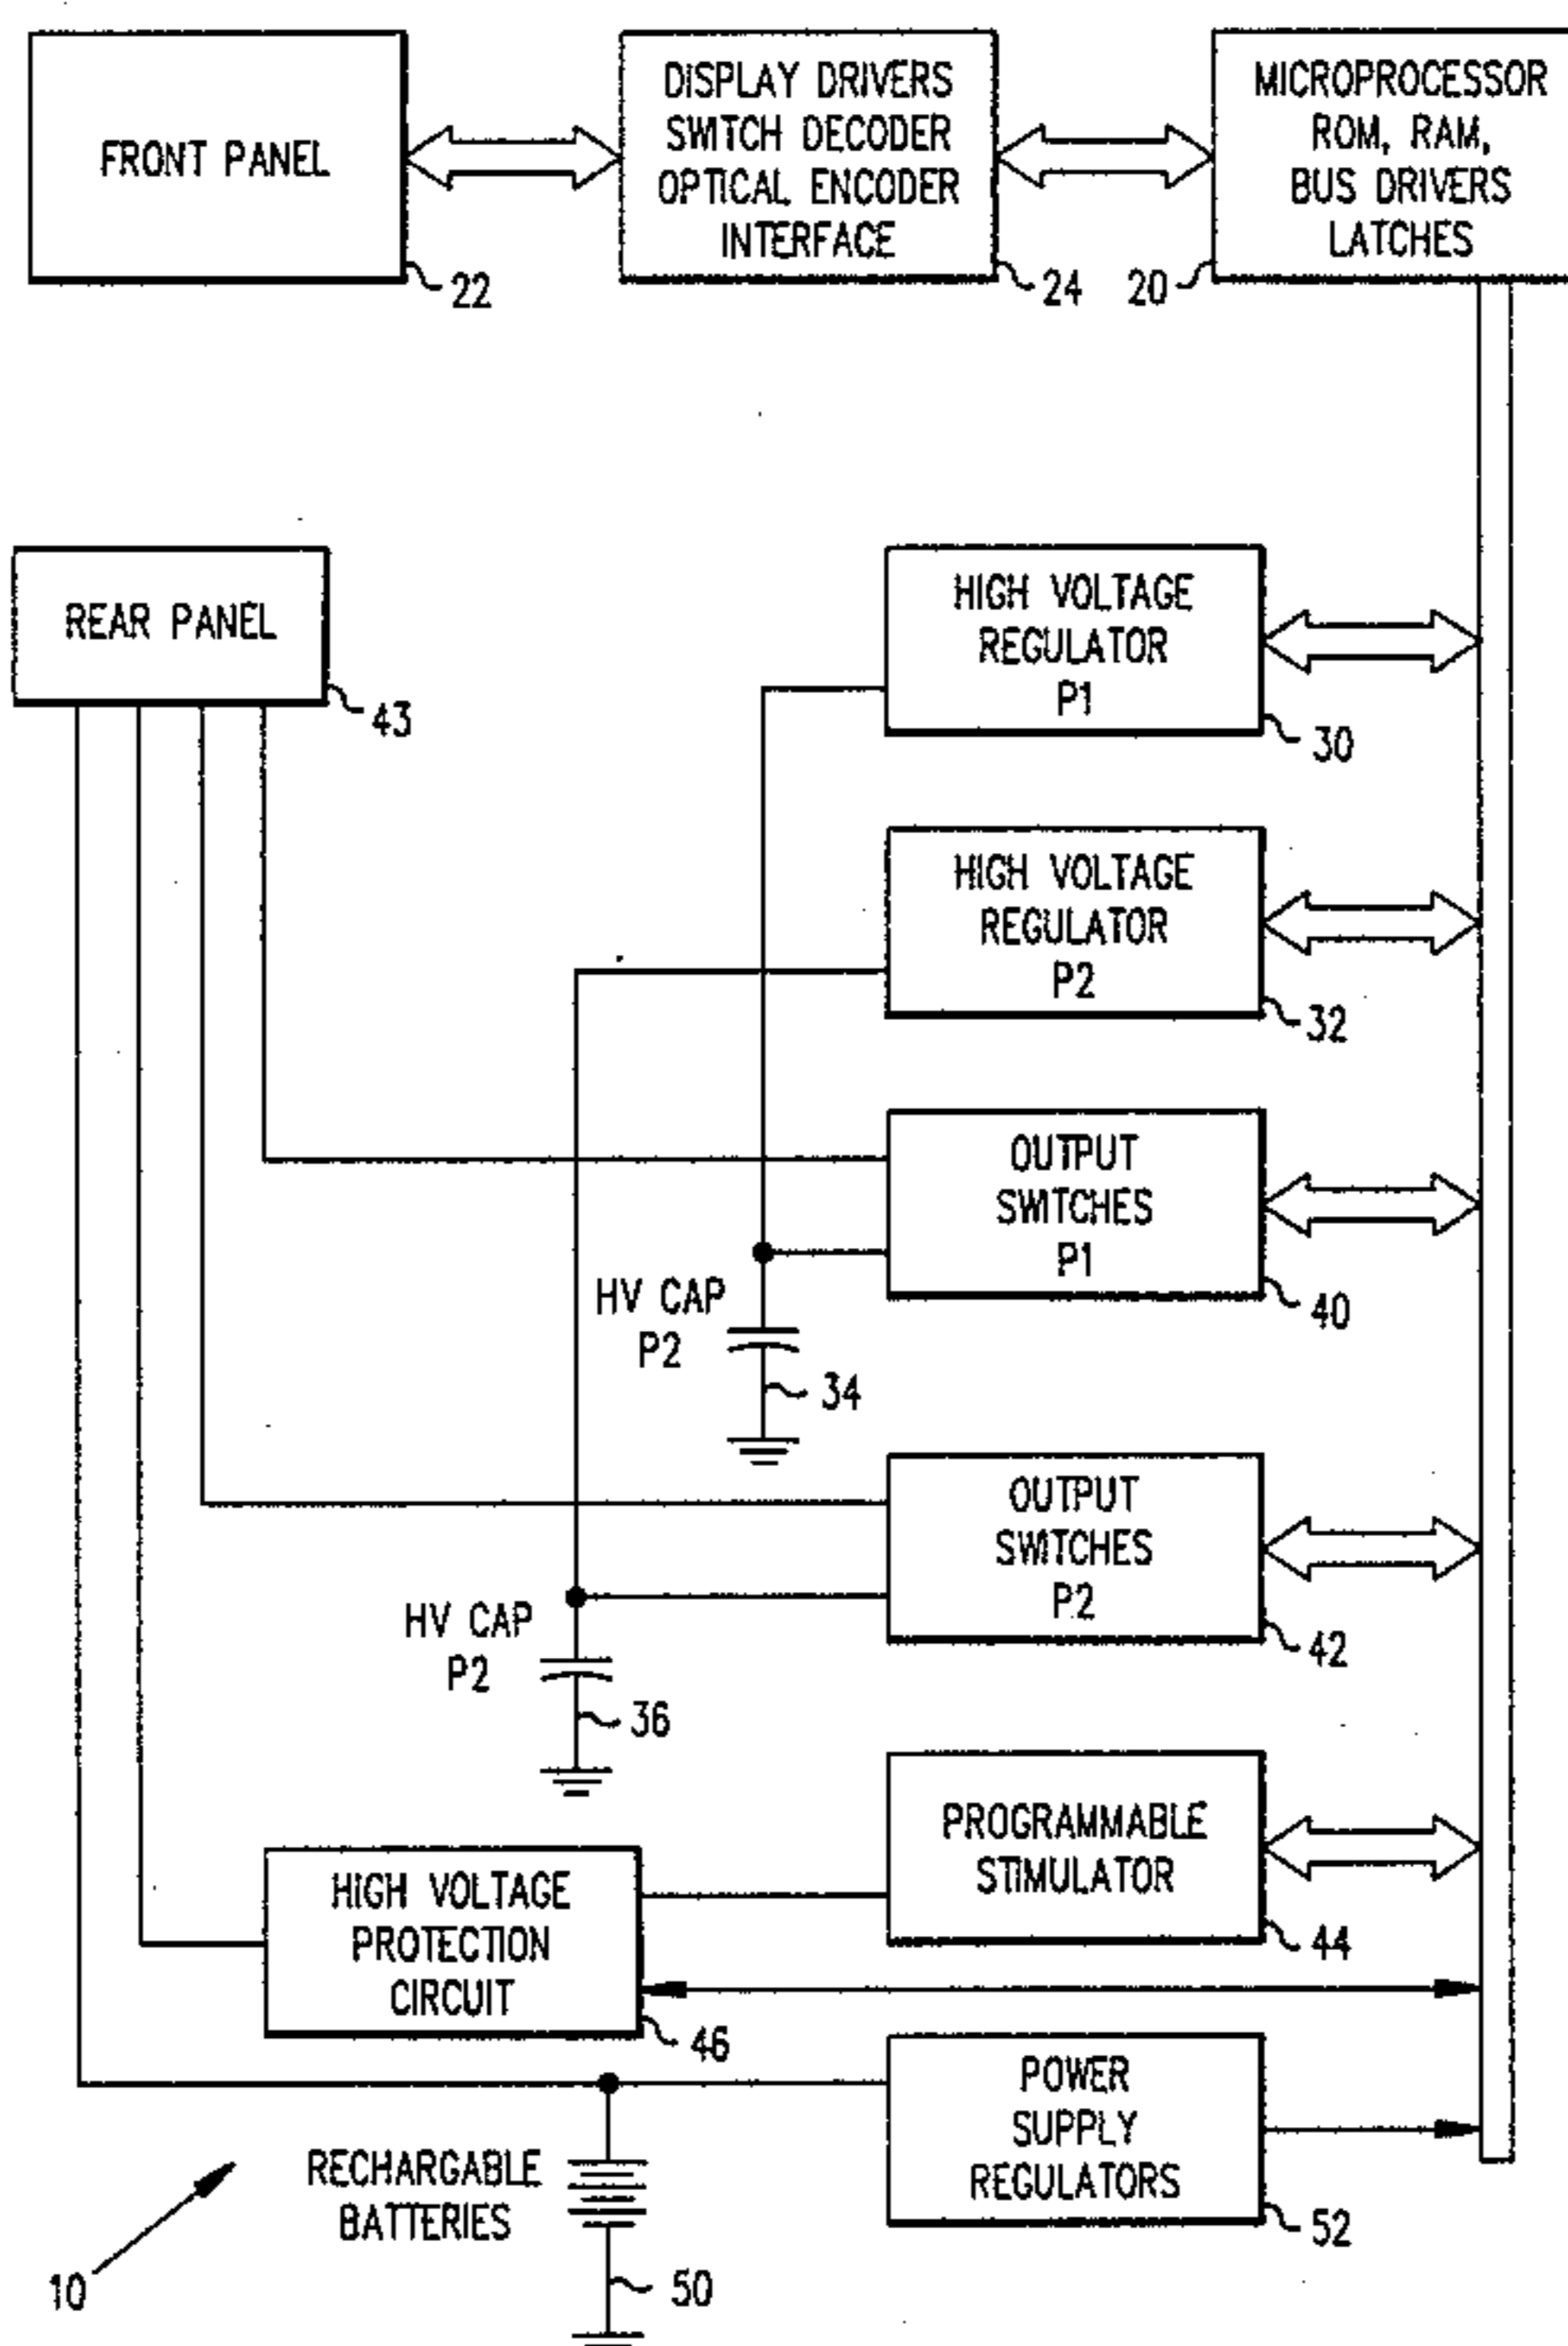 FRONT PANEL
22
DISPLAY DRIVERS
SWITCH DECODER
OPTICAL ENCODER
INTERFACE
24
MICROPROCESSOR
ROM, RAM,
BUS DRIVERS
LATCHES
20
REAR PANEL
43
HIGH VOLTAGE
REGULATOR
P1
30
HIGH VOLTAGE
REGULATOR
P2
32
OUTPUT
SWITCHES
P1
40
HV CAP
P2
34
OUTPUT
SWITCHES
P2
42
HV CAP
P2
36
PROGRAMMABLE
STIMULATOR
44
HIGH VOLTAGE
PROTECTION
CIRCUIT
46
POWER
SUPPLY
REGULATORS
52
RECHARGABLE
BATTERIES
50
10